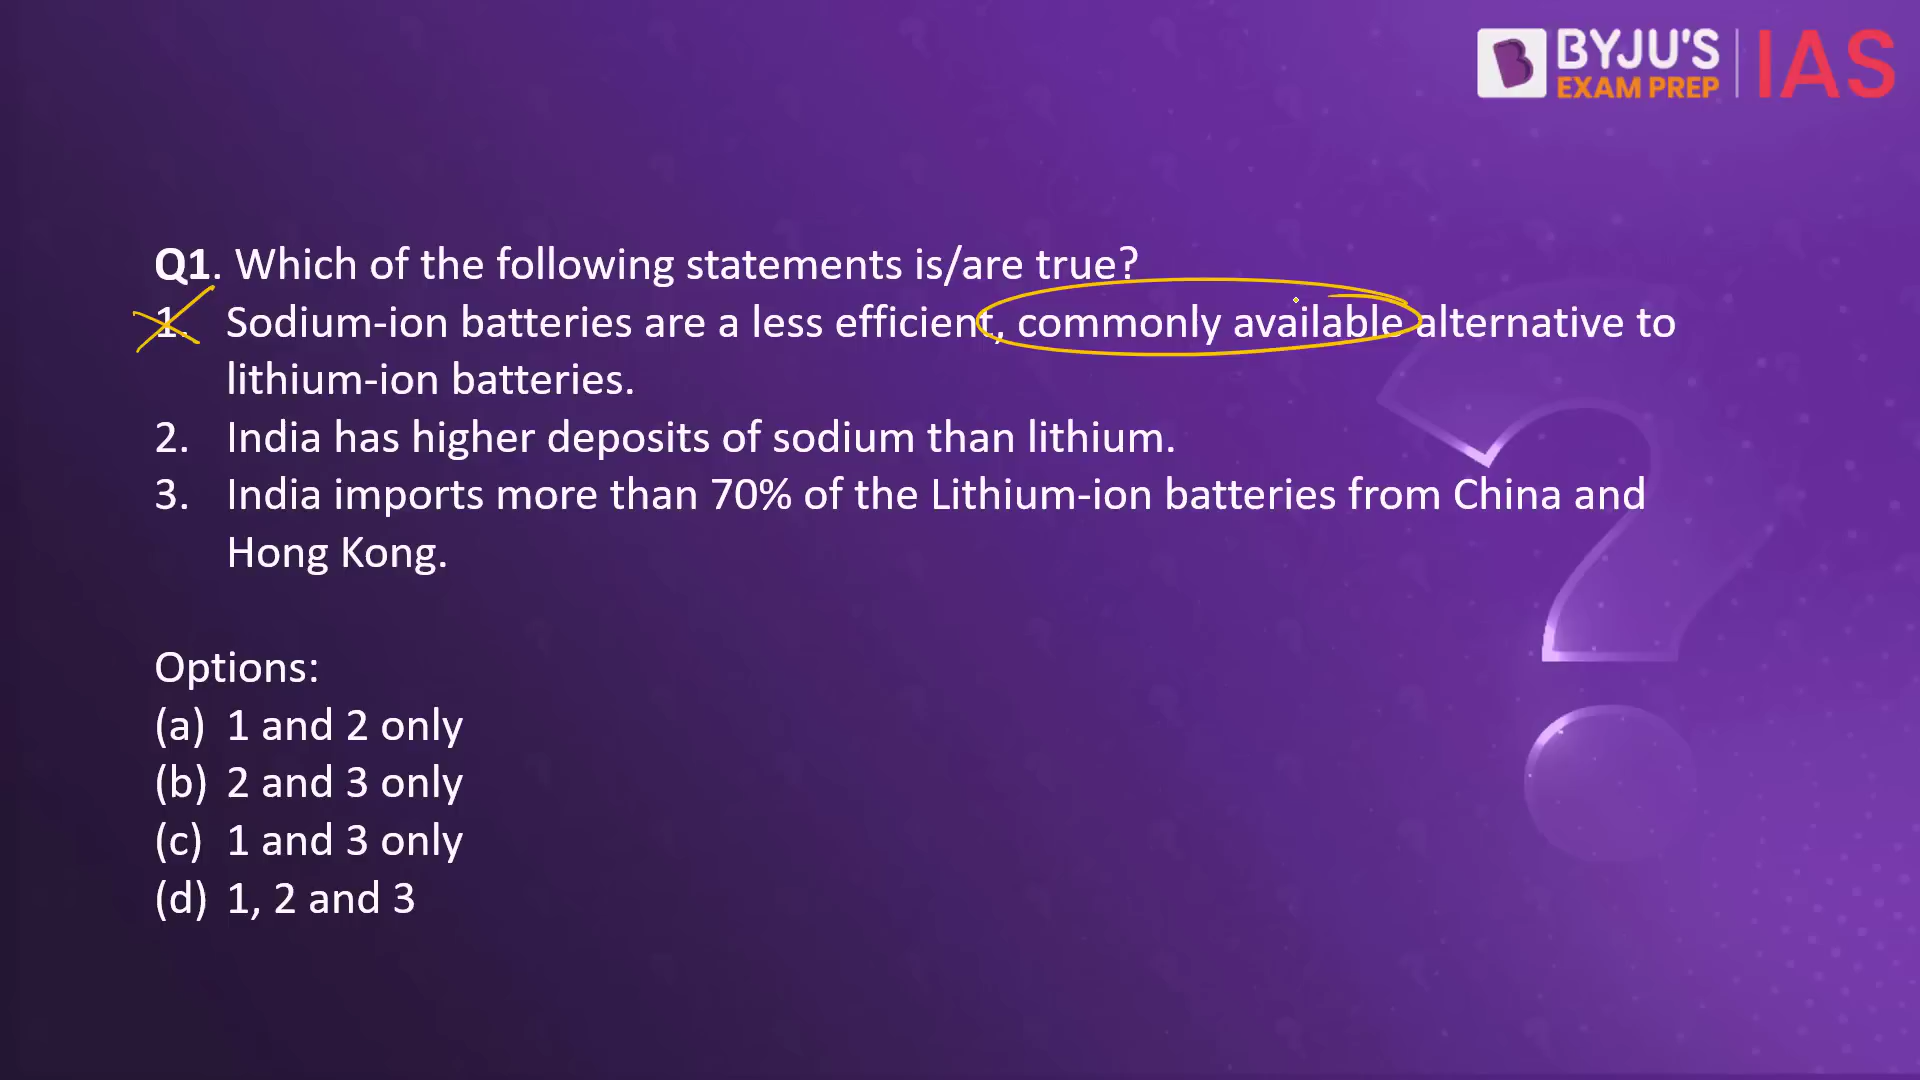 BYJU'S
EXAM PREP
IAS
Q1. Which of the following statements is/are true?
1. Sodium-ion batteries are a less efficient, commonly available alternative to
lithium-ion batteries.
2. India has higher deposits of sodium than lithium.
3. India imports more than 70% of the Lithium-ion batteries from China and
Hong Kong.
Options:
(a) 1 and 2 only
(b) 2 and 3 only
(c) 1 and 3 only
(d) 1, 2 and 3